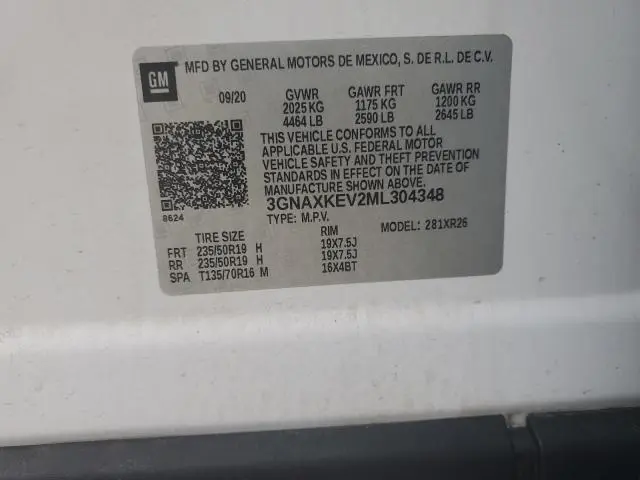 GM
MFD BY GENERAL MOTORS DE MEXICO, S. DE R.L. DE C.V.
09/20 GVWR GAWR FRT GAWR RR
2025 KG 1175 KG 1200 KG
4464 LB 2590 LB 2645 LB
THIS VEHICLE CONFORMS TO ALL
APPLICABLE U.S. FEDERAL MOTOR
VEHICLE SAFETY AND THEFT PREVENTION
STANDARDS IN EFFECT ON THE DATE OF
MANUFACTURE SHOWN ABOVE.
8624
3GNAXKEV2ML304348
TYPE: M.P.V. MODEL: 281XR26
TIRE SIZE RIM
FRT 235/50R19 H 19X7.5J
RR 235/50R19 H 19X7.5J
SPA T135/70R16 M 16X4BT